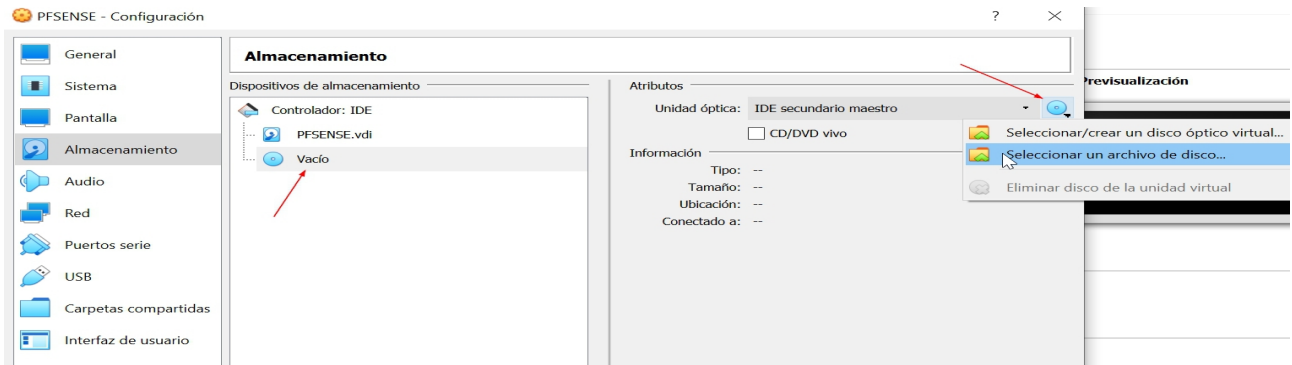 PFSENSE - Configuración
?
General
Sistema
Pantalla
Almacenamiento
Audio
Red
Puertos serie
USB
Carpetas compartidas
Interfaz de usuario
Almacenamiento
Dispositivos de almacenamiento
Controlador: IDE
PFSENSE.vdi
Vacío
Atributos
Unidad óptica: IDE secundario maestro
CD/DVD vivo
Información
Tipo: --
Tamaño: --
Ubicación: --
Conectado a: --
Seleccionar/crear un disco óptico virtual...
Seleccionar un archivo de disco...
Eliminar disco de la unidad virtual
Previsualización